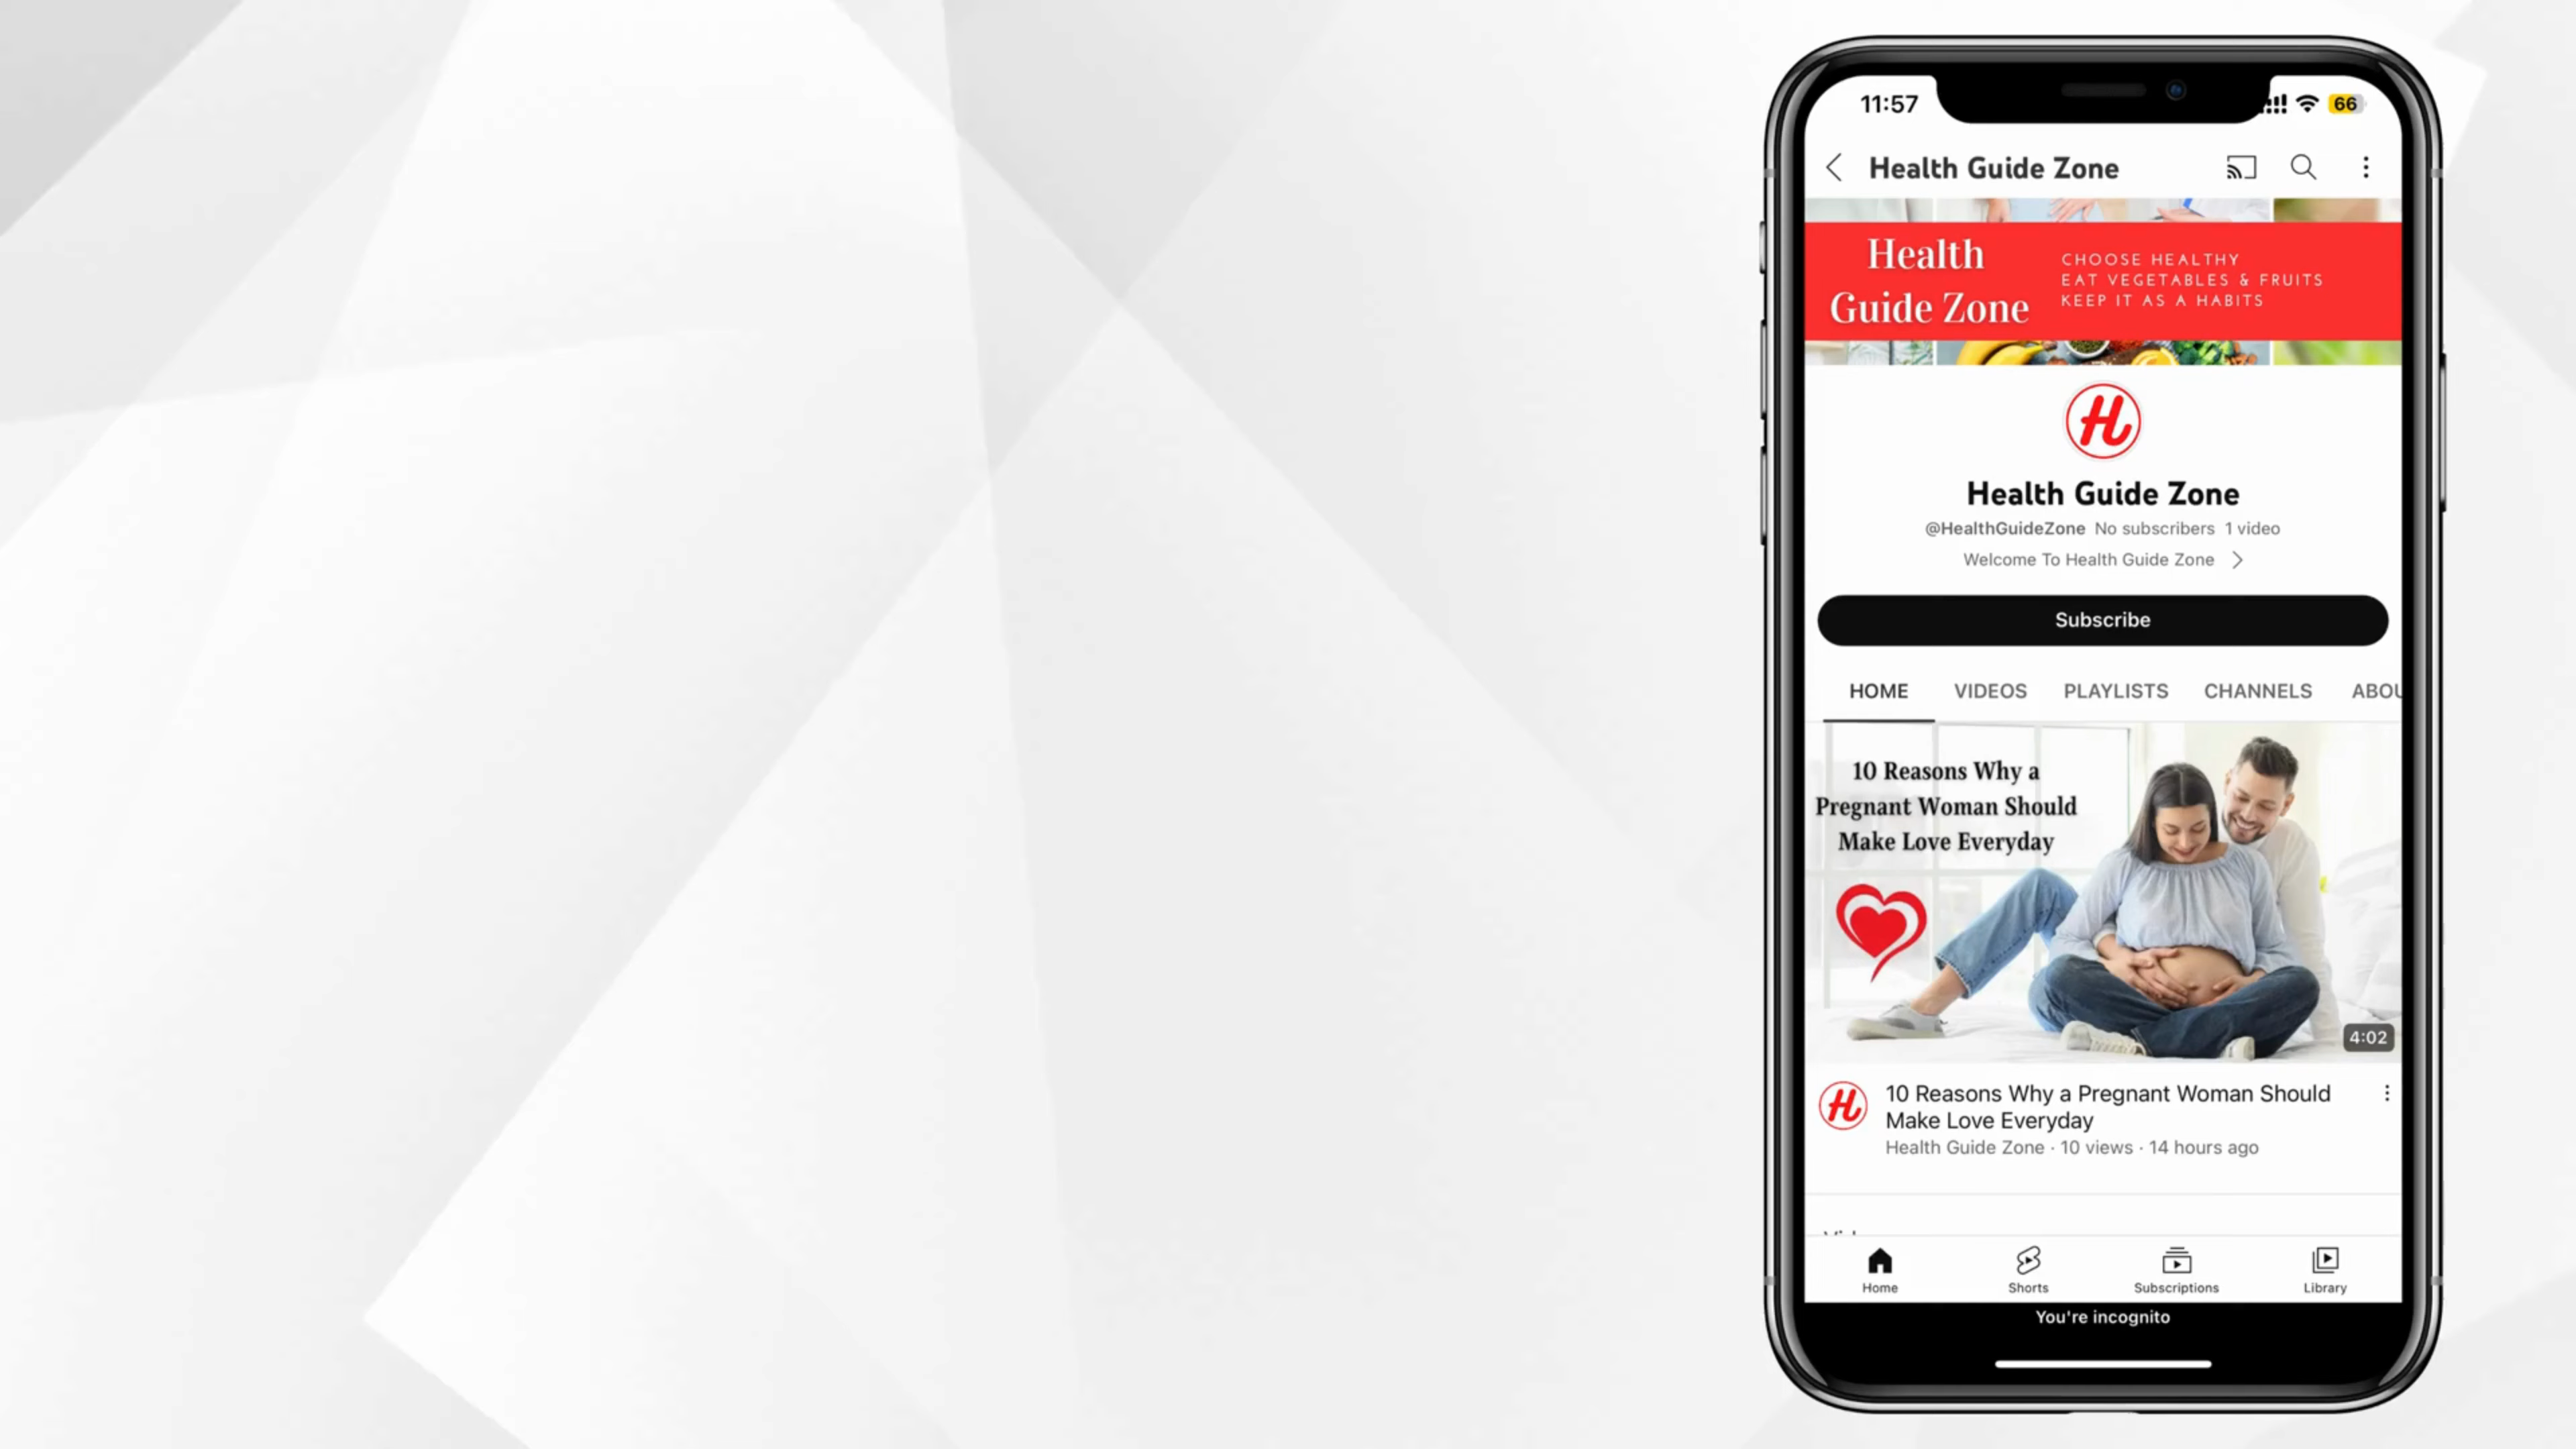 11:57
66
Health Guide Zone
Health
Guide Zone
CHOOSE HEALTHY
EAT VEGETABLES & FRUITS
KEEP IT AS A HABITS
H
Health Guide Zone
@HealthGuideZone No subscribers 1 video
Welcome To Health Guide Zone
Subscribe
HOME VIDEOS PLAYLISTS CHANNELS ABOU
10 Reasons Why a
Pregnant Woman Should
Make Love Everyday
4:02
H
10 Reasons Why a Pregnant Woman Should
Make Love Everyday
Health Guide Zone · 10 views · 14 hours ago
Home Shorts Subscriptions Library
You're incognito